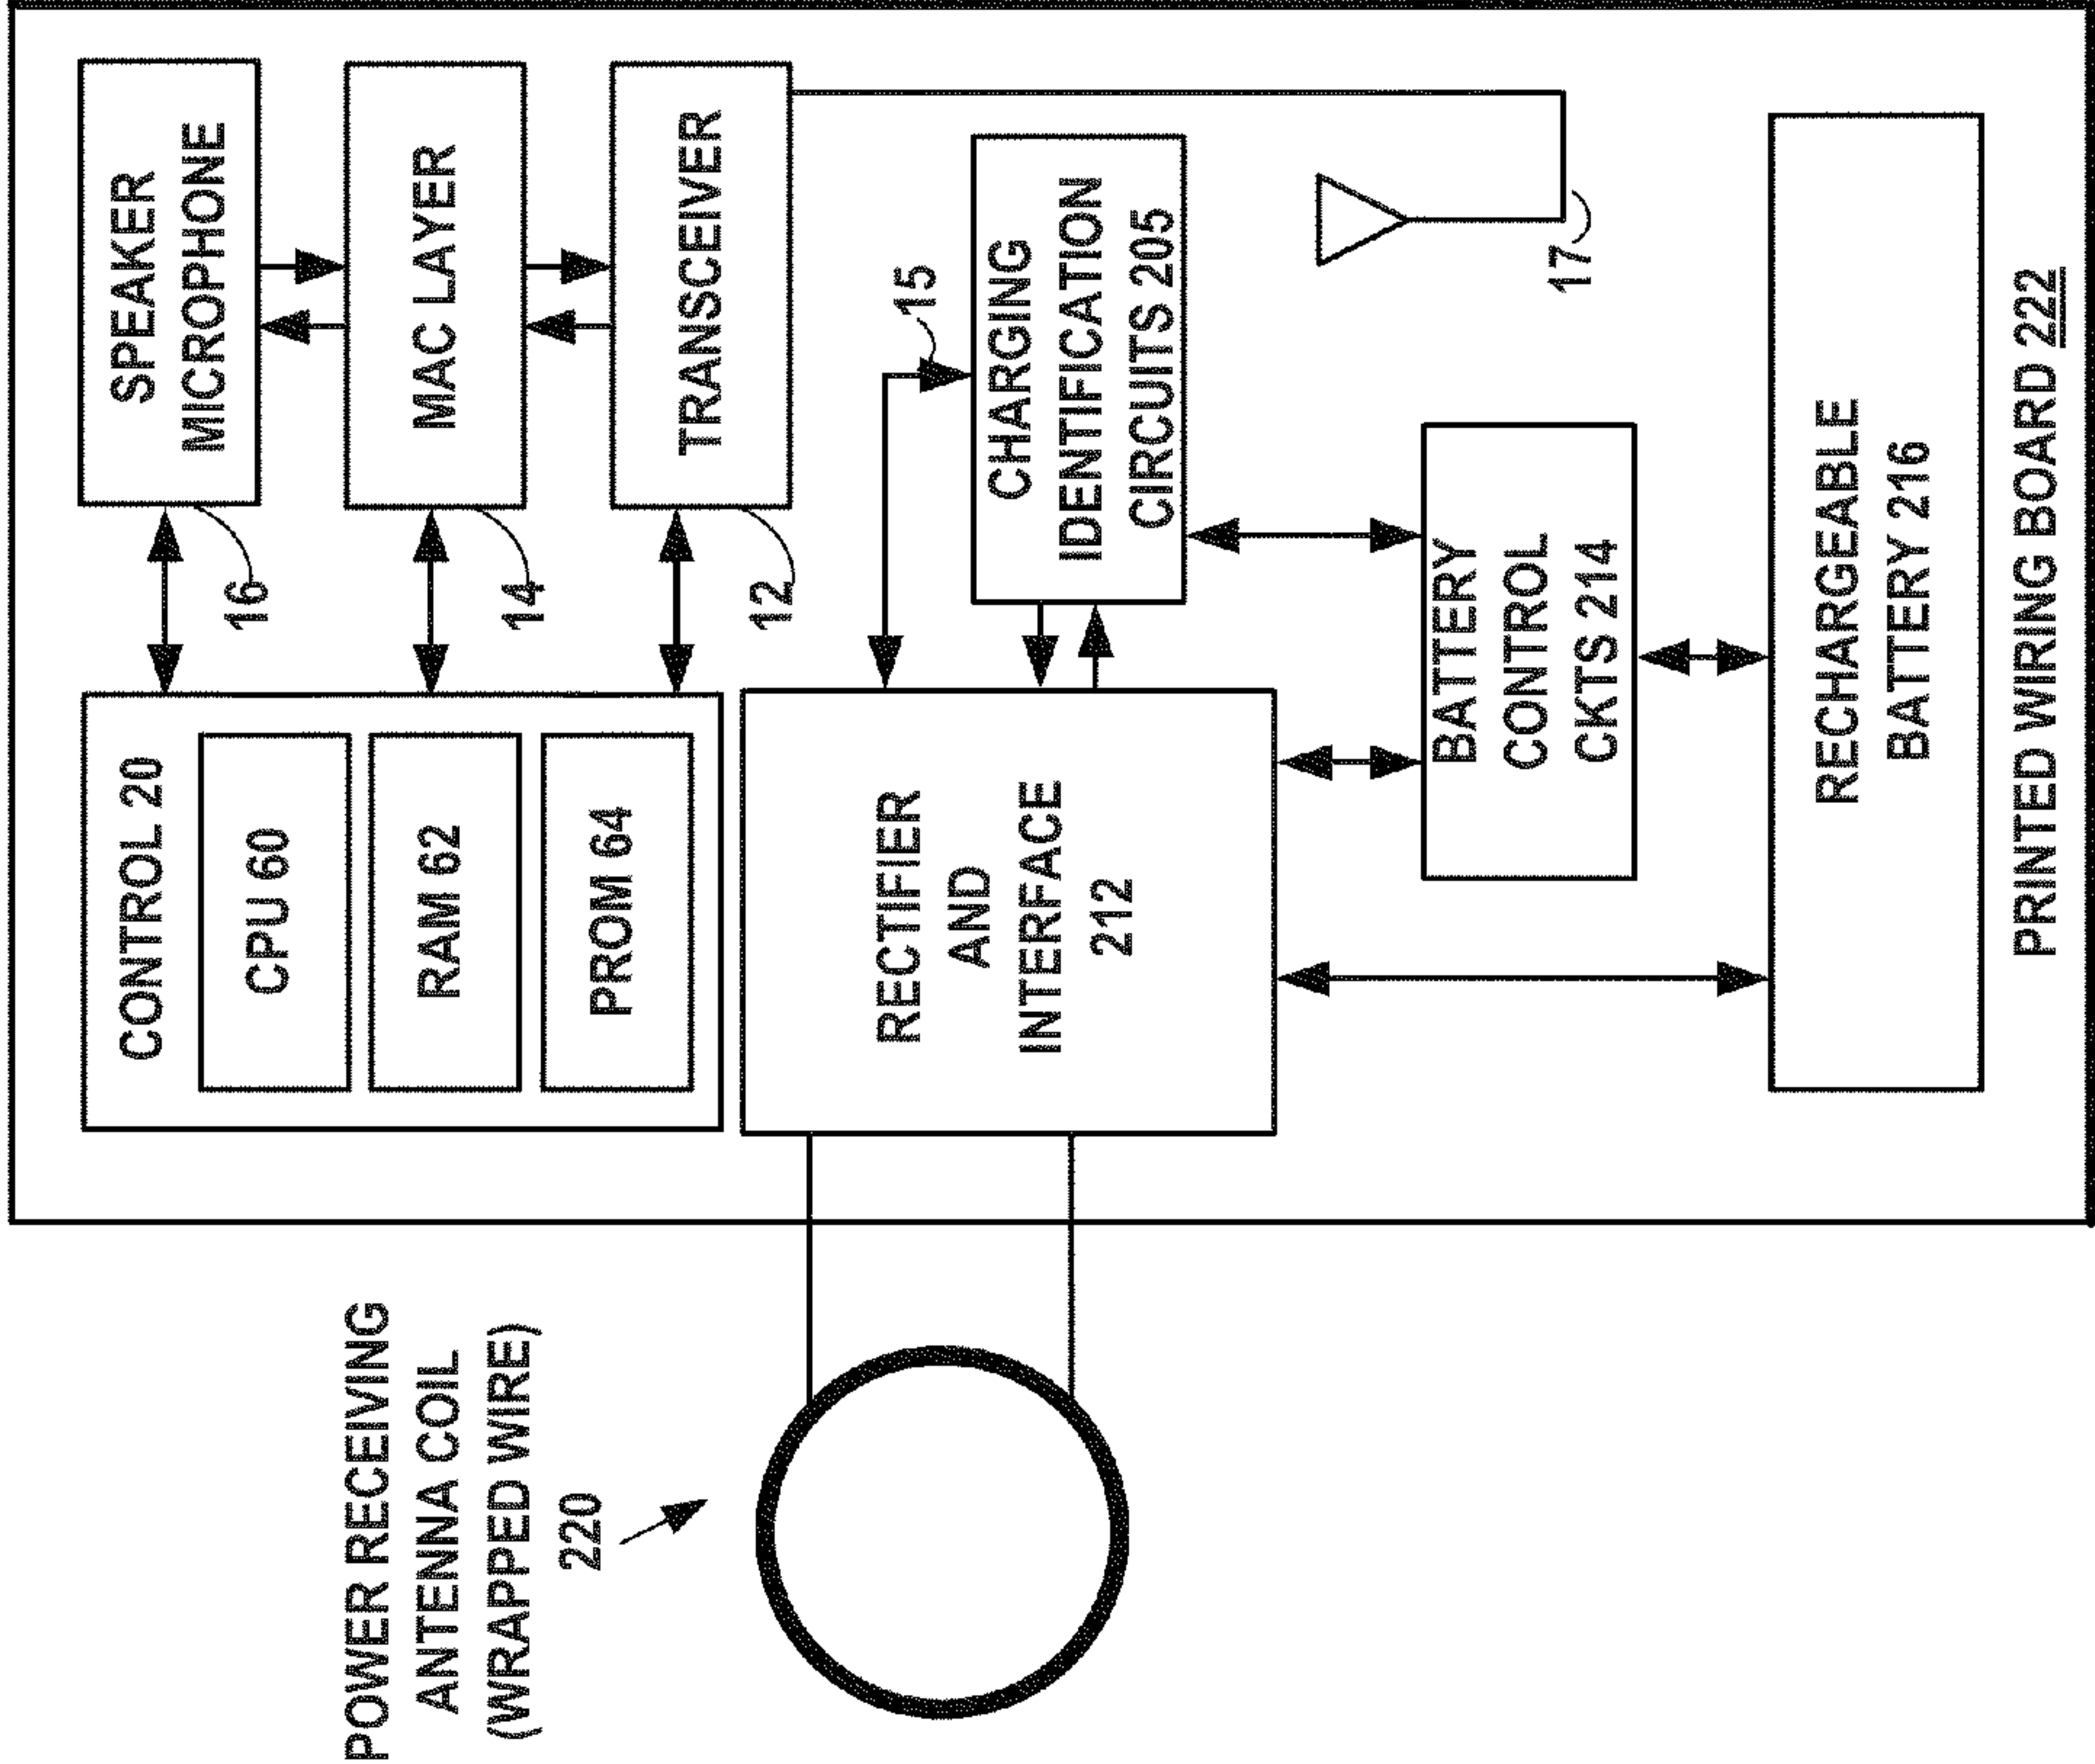 POWER RECEIVING
ANTENNA COIL
(WRAPPED WIRE)
220
CONTROL 20
CPU 60
RAM 62
PROM 64
16
14
12
SPEAKER
MICROPHONE
MAC LAYER
TRANSCEIVER
RECTIFIER
AND
INTERFACE
212
15
CHARGING
IDENTIFICATION
CIRCUITS 205
17
BATTERY
CONTROL
CKTS 214
RECHARGEABLE
BATTERY 216
PRINTED WIRING BOARD 222